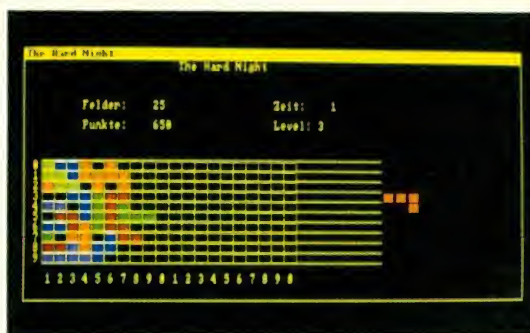 The Hard Night
The Hard Night
Felder: 25 Zeit: 1
Punkte: 650 Level: 3
1 2 3 4 5 6 7 8 9 0 1 2 3 4 5 6 7 8 9 0